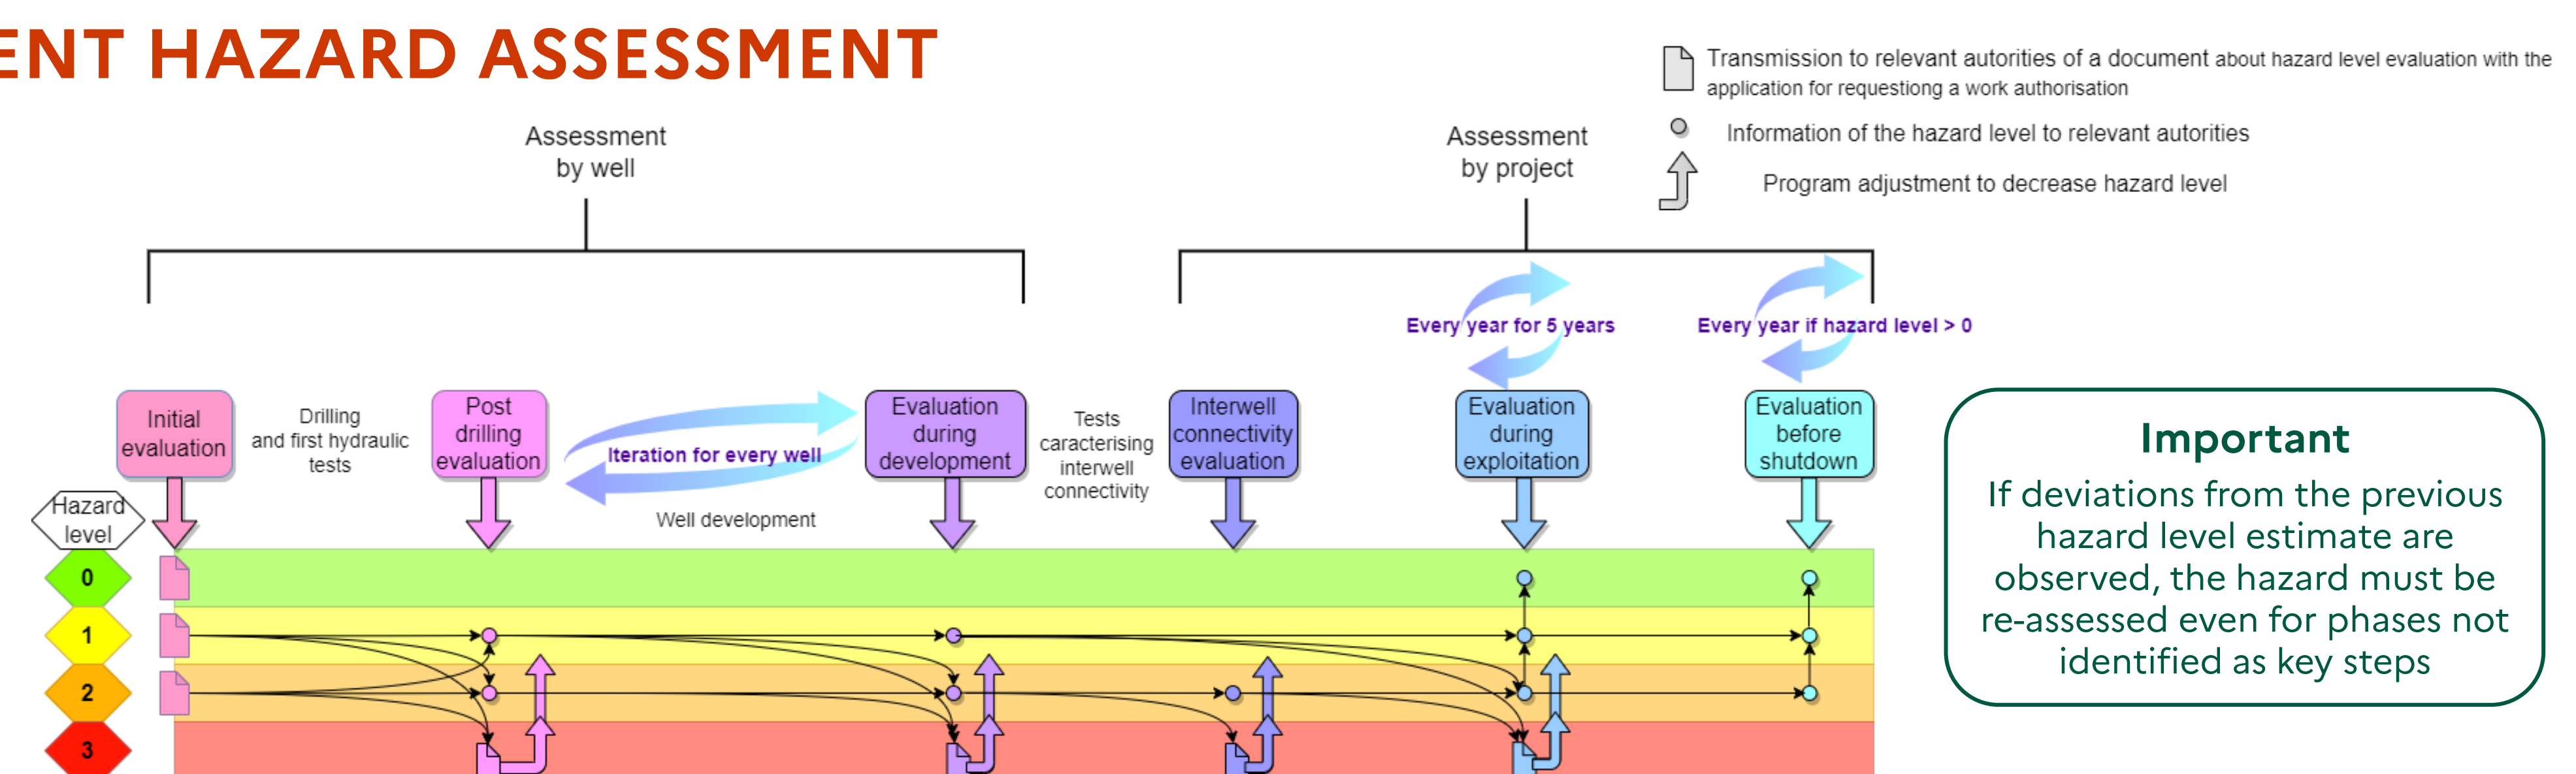 ENT HAZARD ASSESSMENT
Transmission to relevant autorities of a document about hazard level evaluation with the
application for requestiong a work authorisation
Information of the hazard level to relevant autorities
Program adjustment to decrease hazard level
Assessment
by well
Assessment
by project
Every year for 5 years
Every year if hazard level > 0
Initial
evaluation
Drilling
and first hydraulic
tests
Post
drilling
evaluation
Iteration for every well
Well development
Evaluation
during
development
Tests
caracterising
interwell
connectivity
Interwell
connectivity
evaluation
Evaluation
during
exploitation
Evaluation
before
shutdown
Important
If deviations from the previous
hazard level estimate are
observed, the hazard must be
re-assessed even for phases not
identified as key steps
Hazard
level
0
1
2
3